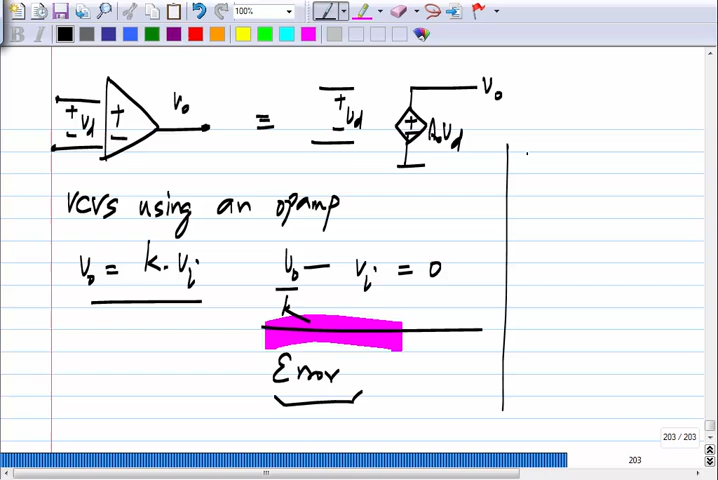 100%
B I
+ Vd - + - Vo = + Vd - + - AoVd Vo
VCVS using an opamp
Vo = k. Vi Vo/k - Vi = 0
Error
203 / 203
203